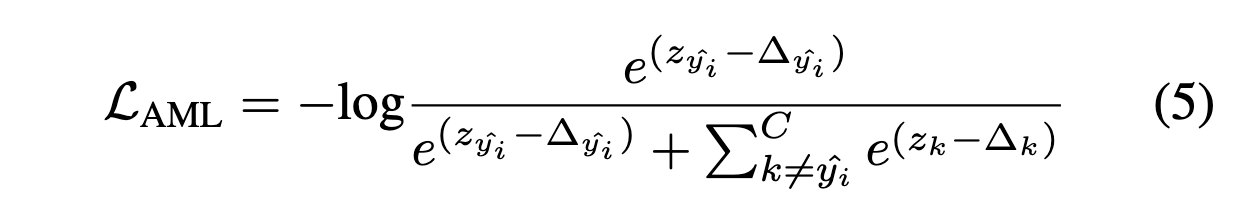 $\mathcal{L}_{\text{AML}} = -\log \frac{e^{(z_{\hat{y_i}} - \Delta_{\hat{y_i}})}}{e^{(z_{\hat{y_i}} - \Delta_{\hat{y_i}})} + \sum_{k \neq \hat{y_i}}^{C} e^{(z_k - \Delta_k)}} \quad (5)$